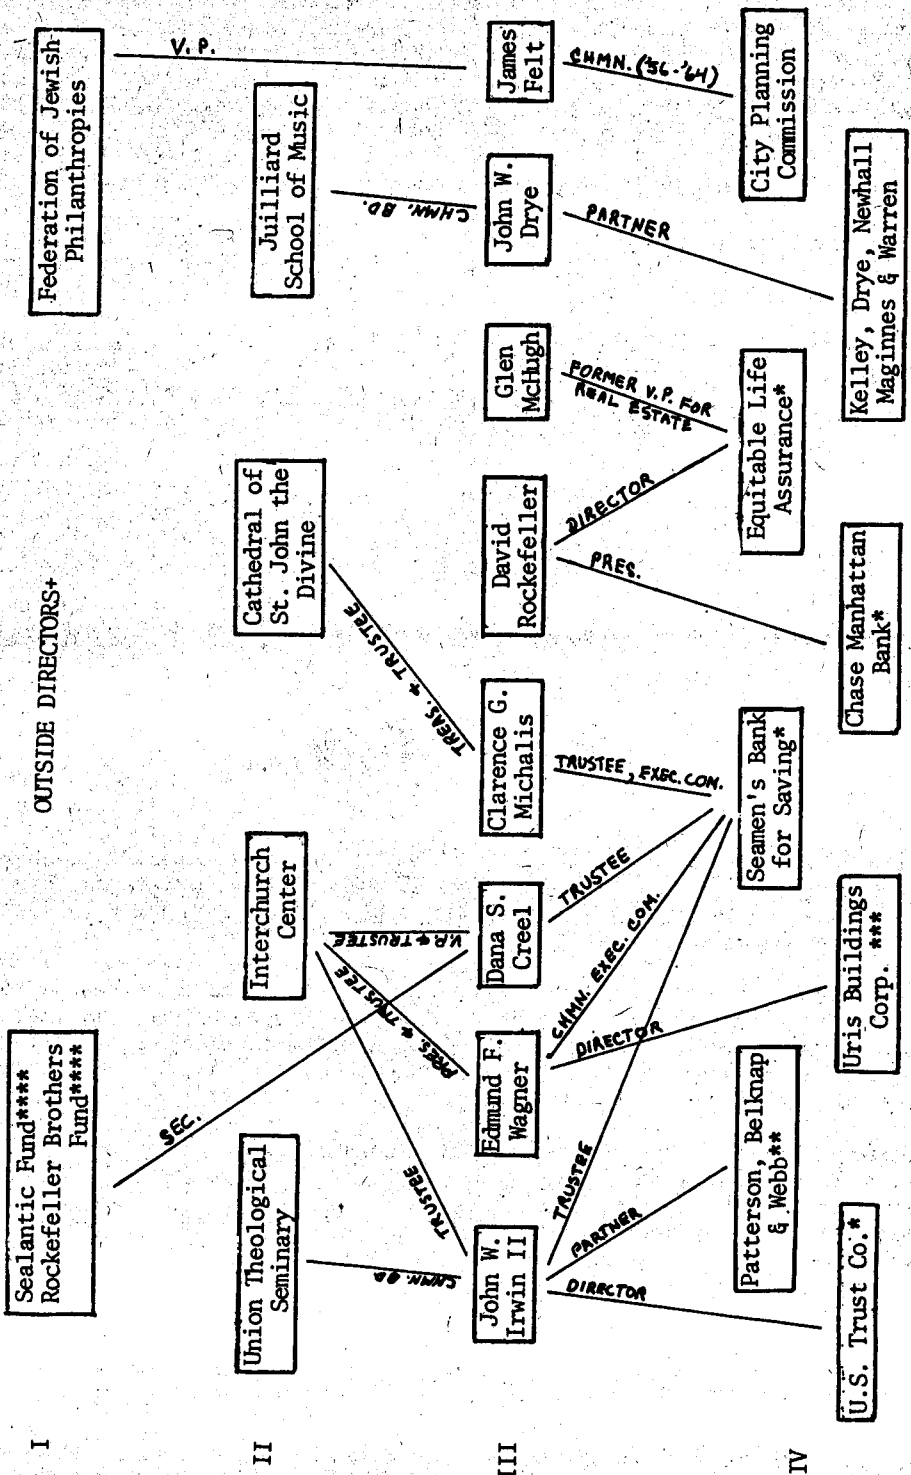 OUTSIDE DIRECTORS+
I
Sealantic Fund****
Rockefeller Brothers
Fund****
Federation of Jewish
Philanthropies
SEC.
V.P.
II
Union Theological
Seminary
Interchurch
Center
Cathedral of
St. John the
Divine
Juilliard
School of Music
CHMN. BD.
TRUSTEE
PRES. & TRUSTEE
V.P. & TRUSTEE
TREAS. & TRUSTEE
CHMN. BD.
III
John W.
Irwin II
Edmund F.
Wagner
Dana S.
Creel
Clarence G.
Michalis
David
Rockefeller
Glen
McHugh
John W.
Drye
James
Felt
DIRECTOR
PARTNER
TRUSTEE
DIRECTOR
CHMN. EXEC. COM.
TRUSTEE
TRUSTEE, EXEC. COM.
PRES.
DIRECTOR
FORMER V.P. FOR
REAL ESTATE
PARTNER
CHMN. ('56-'64)
IV
Patterson, Belknap
& Webb**
Seamen's Bank
for Saving*
Equitable Life
Assurance*
City Planning
Commission
U.S. Trust Co.*
Uris Buildings
Corp. ***
Chase Manhattan
Bank*
Kelley, Drye, Newhall
Maginnes & Warren